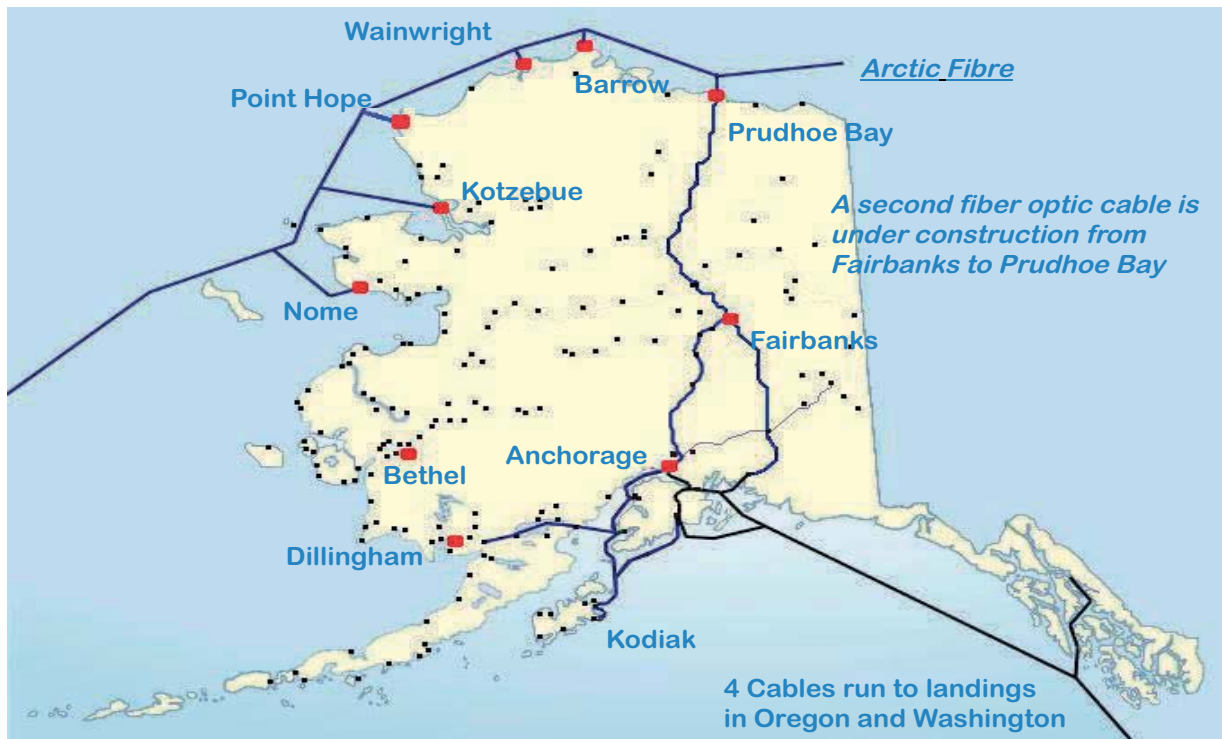 Wainwright
Barrow
Arctic Fibre
Point Hope
Prudhoe Bay
Kotzebue
A second fiber optic cable is
under construction from
Fairbanks to Prudhoe Bay
Nome
Fairbanks
Anchorage
Bethel
Dillingham
Kodiak
4 Cables run to landings
in Oregon and Washington